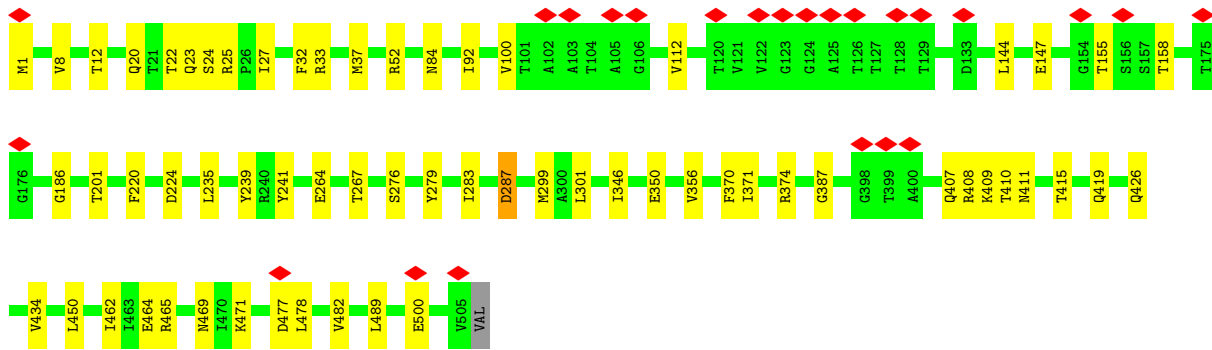 M1 V8 T12 Q20 T21 T22 Q23 S24 R25 P26 I27 F32 R33 M37 R52 N84 I92 V100 T101 A102 A103 T104 A105 G106 V112 T120 V121 V122 G123 G124 A125 T126 T127 T128 T129 D133 L144 E147 G154 T155 S156 S157 T158 T175
G176 G186 T201 F220 D224 L235 Y239 R240 Y241 E264 T267 S276 Y279 I283 D287 M299 A300 L301 I346 E350 V356 F370 I371 R374 G387 G398 T399 A400 Q407 R408 K409 T410 N411 T415 Q419 Q426
V434 L450 I462 I463 E464 R465 N469 I470 K471 D477 L478 V482 L489 E500 V505 VAL